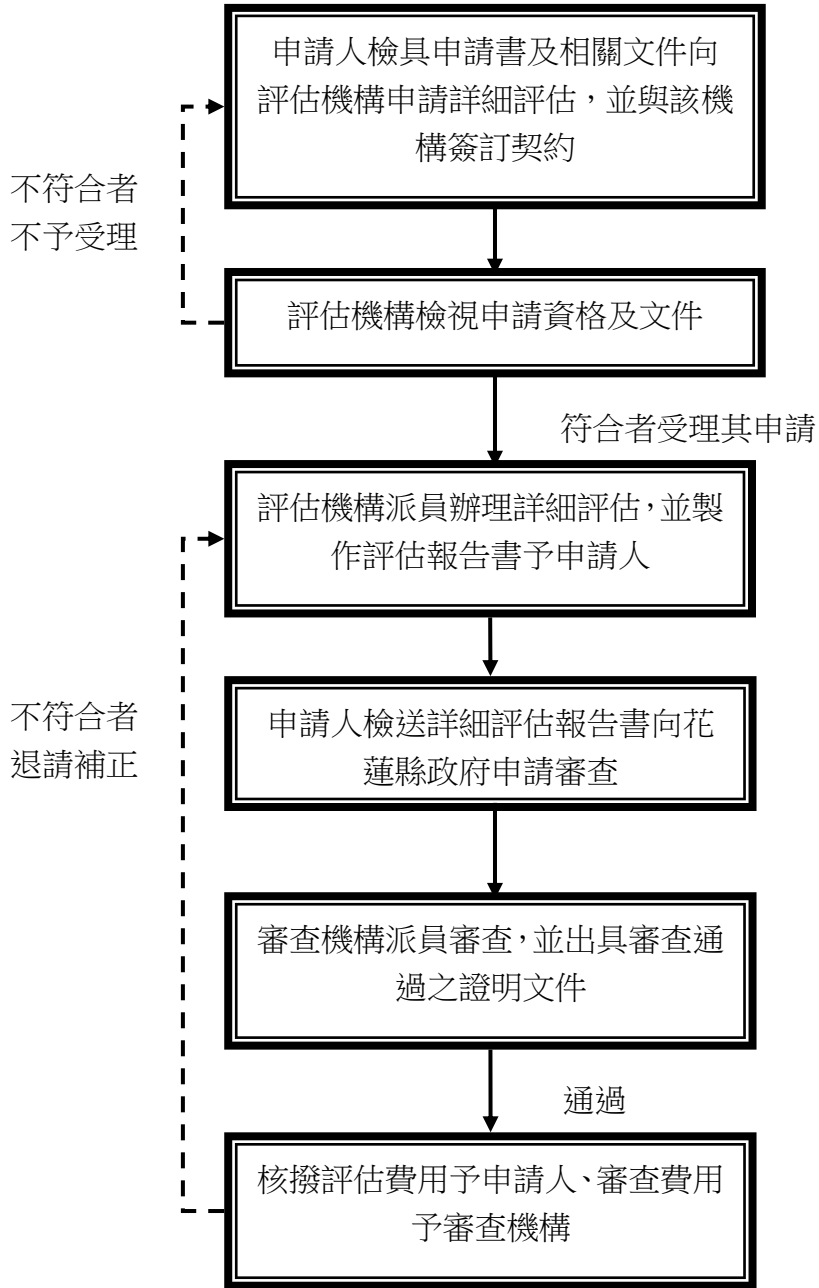 申請人檢具申請書及相關文件向
評估機構申請詳細評估，並與該機
構簽訂契約
不符合者
不予受理
評估機構檢視申請資格及文件
符合者受理其申請
評估機構派員辦理詳細評估，並製
作評估報告書予申請人
申請人檢送詳細評估報告書向花
蓮縣政府申請審查
不符合者
退請補正
審查機構派員審查，並出具審查通
過之證明文件
通過
核撥評估費用予申請人、審查費用
予審查機構